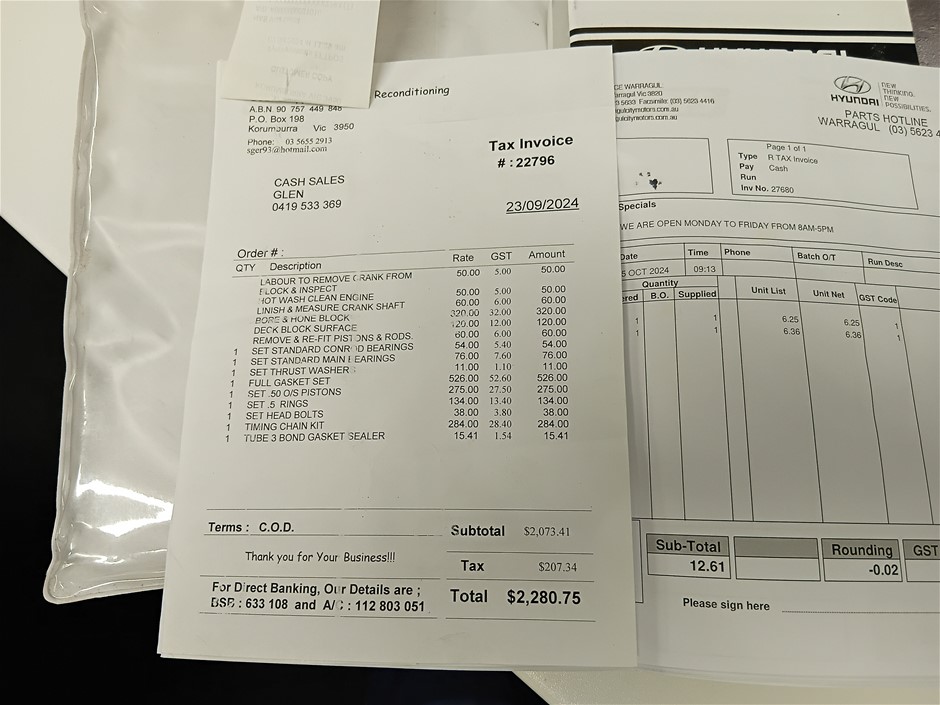 Reconditioning
A.B.N. 90 757 449 848
P.O. Box 198
Korumburra Vic 3950
Phone: 03 5655 2913
sger93@hotmail.com
Tax Invoice
# : 22796
CASH SALES
GLEN
0419 533 369
23/09/2024
Order # :
QTY Description Rate GST Amount
LABOUR TO REMOVE CRANK FROM 50.00 5.00 50.00
BLOCK & INSPECT
HOT WASH CLEAN ENGINE 50.00 5.00 50.00
LINISH & MEASURE CRANK SHAFT 60.00 6.00 60.00
BORE & HONE BLOCK 320.00 32.00 320.00
DECK BLOCK SURFACE 120.00 12.00 120.00
REMOVE & RE-FIT PISTONS & RODS. 60.00 6.00 60.00
1 SET STANDARD CONROD BEARINGS 54.00 5.40 54.00
1 SET STANDARD MAIN BEARINGS 76.00 7.60 76.00
1 SET THRUST WASHERS 11.00 1.10 11.00
1 FULL GASKET SET 526.00 52.60 526.00
1 SET .50 O/S PISTONS 275.00 27.50 275.00
1 SET .5 RINGS 134.00 13.40 134.00
1 SET HEAD BOLTS 38.00 3.80 38.00
1 TIMING CHAIN KIT 284.00 28.40 284.00
1 TUBE 3 BOND GASKET SEALER 15.41 1.54 15.41
Terms : C.O.D.
Subtotal $2,073.41
Thank you for Your Business!!!
Tax $207.34
For Direct Banking, Our Details are ;
BSB : 633 108 and A/C : 112 803 051
Total $2,280.75
HYUNDAI
WARRAGUL
Warragul Vic 3820
5633 Facsimile: (03) 5623 4416
gulcitymotors.com.au
gulcitymotors.com.au
HYUNDAI
NEW
THINKING.
NEW
POSSIBILITIES.
PARTS HOTLINE
WARRAGUL (03) 5623 4
Page 1 of 1
Type R TAX Invoice
Pay Cash
Run
Inv No. 27680
Specials
WE ARE OPEN MONDAY TO FRIDAY FROM 8AM-5PM
Date Time Phone Batch O/T Run Desc
OCT 2024 09:13
Quantity
ered B.O. Supplied Unit List Unit Net GST Code
1 1 6.25 6.25 1
1 1 6.36 6.36 1
Sub-Total Rounding GST
12.61 -0.02
Please sign here